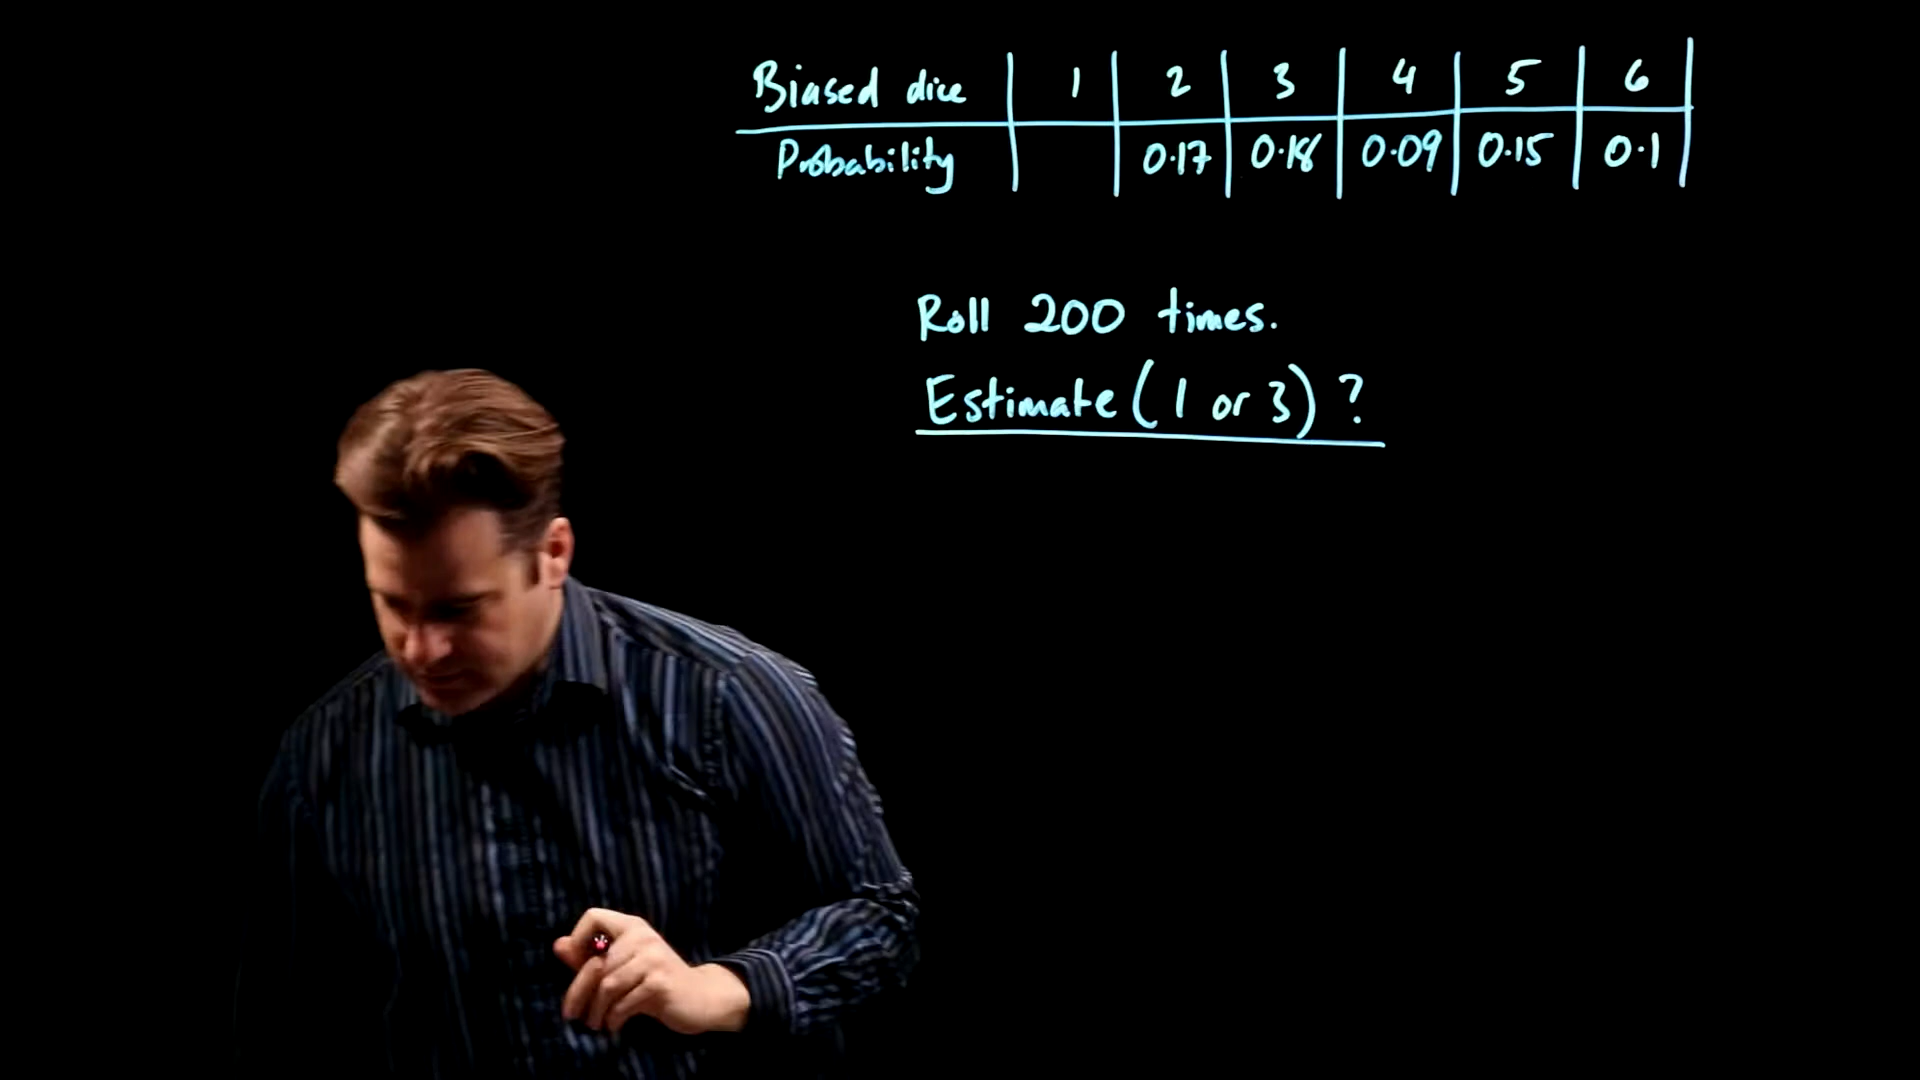 Biased dice 1 2 3 4 5 6
Probability 0.17 0.18 0.09 0.15 0.1
Roll 200 times.
Estimate (1 or 3) ?